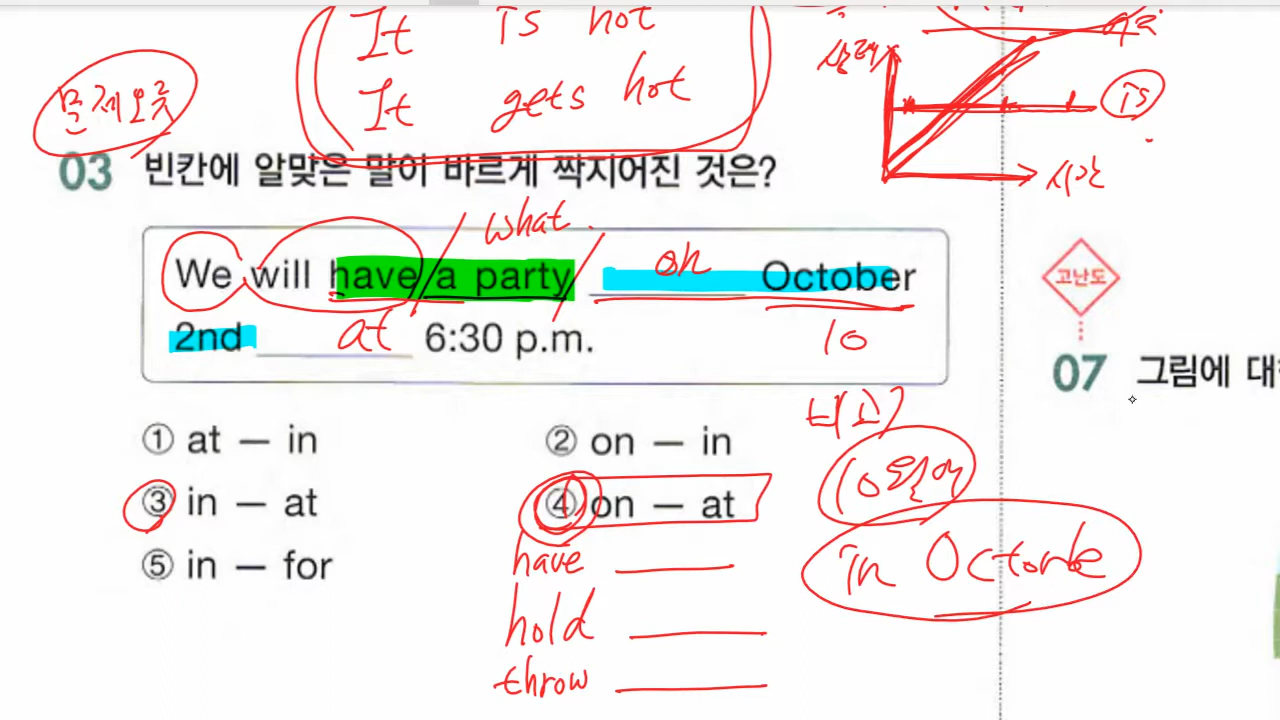 It is hot
It gets hot
문제오류
is
시간
03 빈칸에 알맞은 말이 바르게 짝지어진 것은?
what
We will have a party on October
2nd at 6:30 p.m.
10
① at – in
② on – in
③ in – at
④ on – at
⑤ in – for
have
hold
throw
비교
10월에
in Octorbe
고난도
07 그림에 대